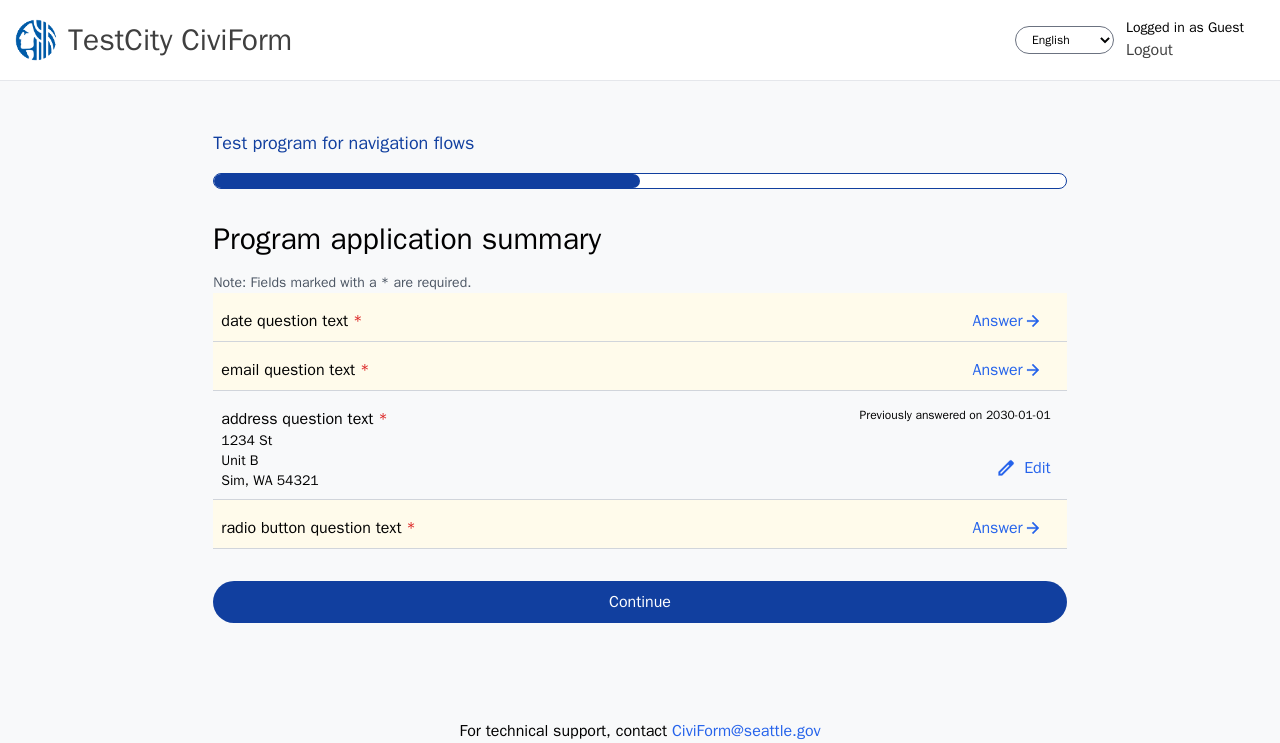 TestCity CiviForm
English
Logged in as Guest
Logout
Test program for navigation flows
Program application summary
Note: Fields marked with a * are required.
date question text *
Answer
email question text *
Answer
address question text *
Previously answered on 2030-01-01
1234 St
Unit B
Sim, WA 54321
Edit
radio button question text *
Answer
Continue
For technical support, contact CiviForm@seattle.gov